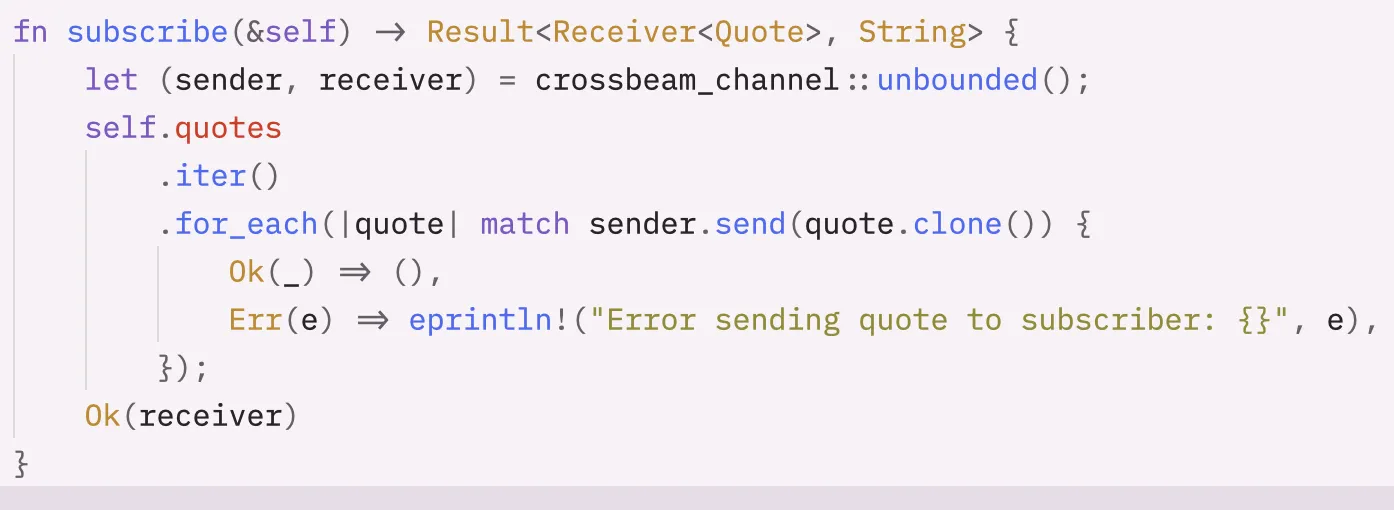 fn subscribe(&self) -> Result<Receiver<Quote>, String> {
    let (sender, receiver) = crossbeam_channel::unbounded();
    self.quotes
        .iter()
        .for_each(|quote| match sender.send(quote.clone()) {
            Ok(_) => (),
            Err(e) => eprintln!("Error sending quote to subscriber: {}", e),
        });
    Ok(receiver)
}